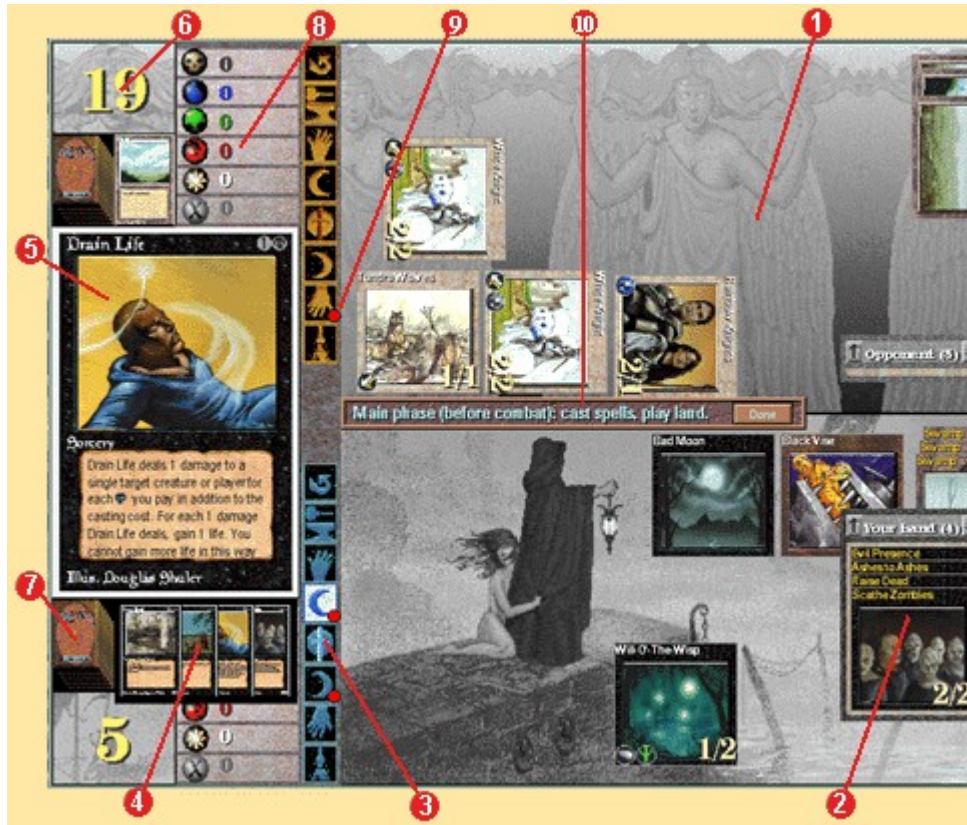 6
8
9
10
1
19
0
0
0
0
0
0
Drain Life
5
Tundra Wolves
2/2
1/1
2/2
2/1
Opponent (5)
Main phase (before combat): cast spells, play land.
Done
Sorcery
Drain Life deals 1 damage to a
single target creature or player for
each you pay in addition to the
casting cost. For each 1 damage
Drain Life deals, gain 1 life. You
cannot gain more life in this way
Illus. Douglas Shuler
Bad Moon
Black Vise
Your hand (4)
Evil Presence
Ashes to Ashes
Raise Dead
Scathe Zombies
2/2
7
Will-O'-The-Wisp
1/2
0
0
0
5
4
3
2